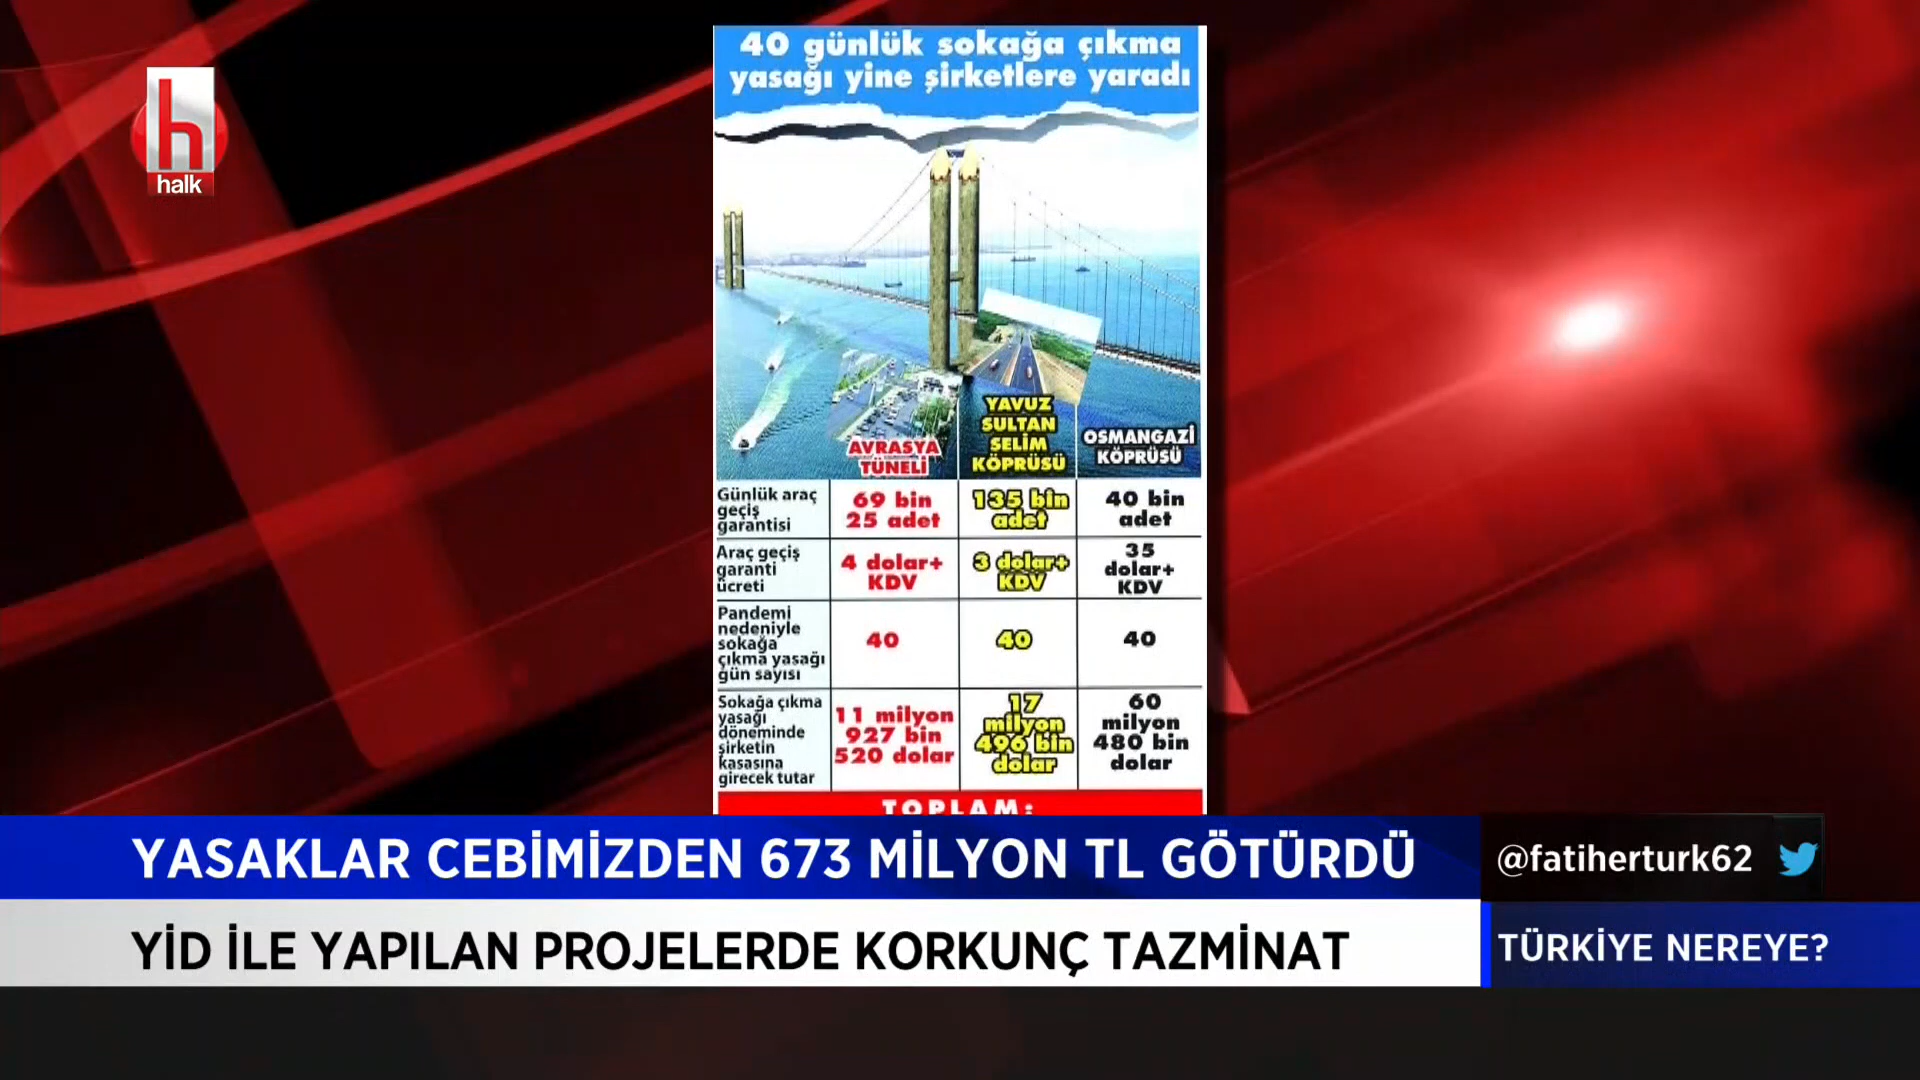 h
halk
40 günlük sokağa çıkma
yasağı yine şirketlere yaradı
AVRASYA
TÜNELİ
YAVUZ
SULTAN
SELİM
KÖPRÜSÜ
OSMANGAZİ
KÖPRÜSÜ
Günlük araç
geçiş
garantisi
69 bin
25 adet
135 bin
adet
40 bin
adet
Araç geçiş
garanti
ücreti
4 dolar+
KDV
3 dolar+
KDV
35
dolar+
KDV
Pandemi
nedeniyle
sokağa
çıkma yasağı
gün sayısı
40
40
40
Sokağa çıkma
yasağı
döneminde
şirketin
kasasına
girecek tutar
11 milyon
927 bin
520 dolar
17
milyon
496 bin
dolar
60
milyon
480 bin
dolar
TOPLAM:
YASAKLAR CEBİMİZDEN 673 MİLYON TL GÖTÜRDÜ
@fatiherturk62
YİD İLE YAPILAN PROJELERDE KORKUNÇ TAZMİNAT
TÜRKİYE NEREYE?